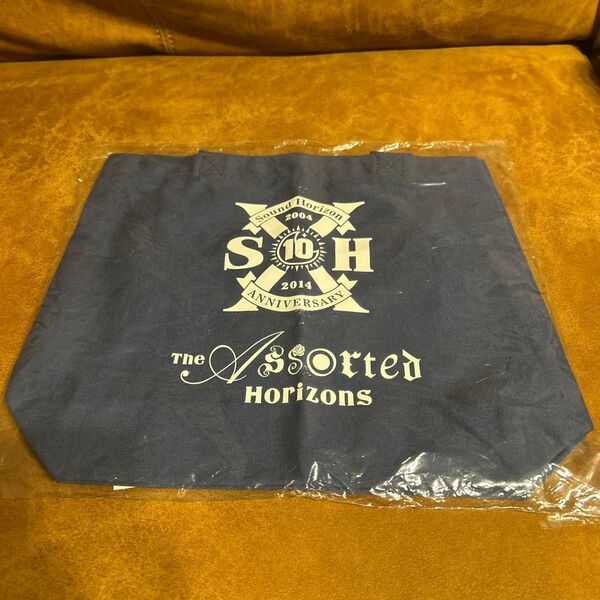 Sound Horizon
2004
S 10 H
2014
ANNIVERSARY
The Assorted
Horizons